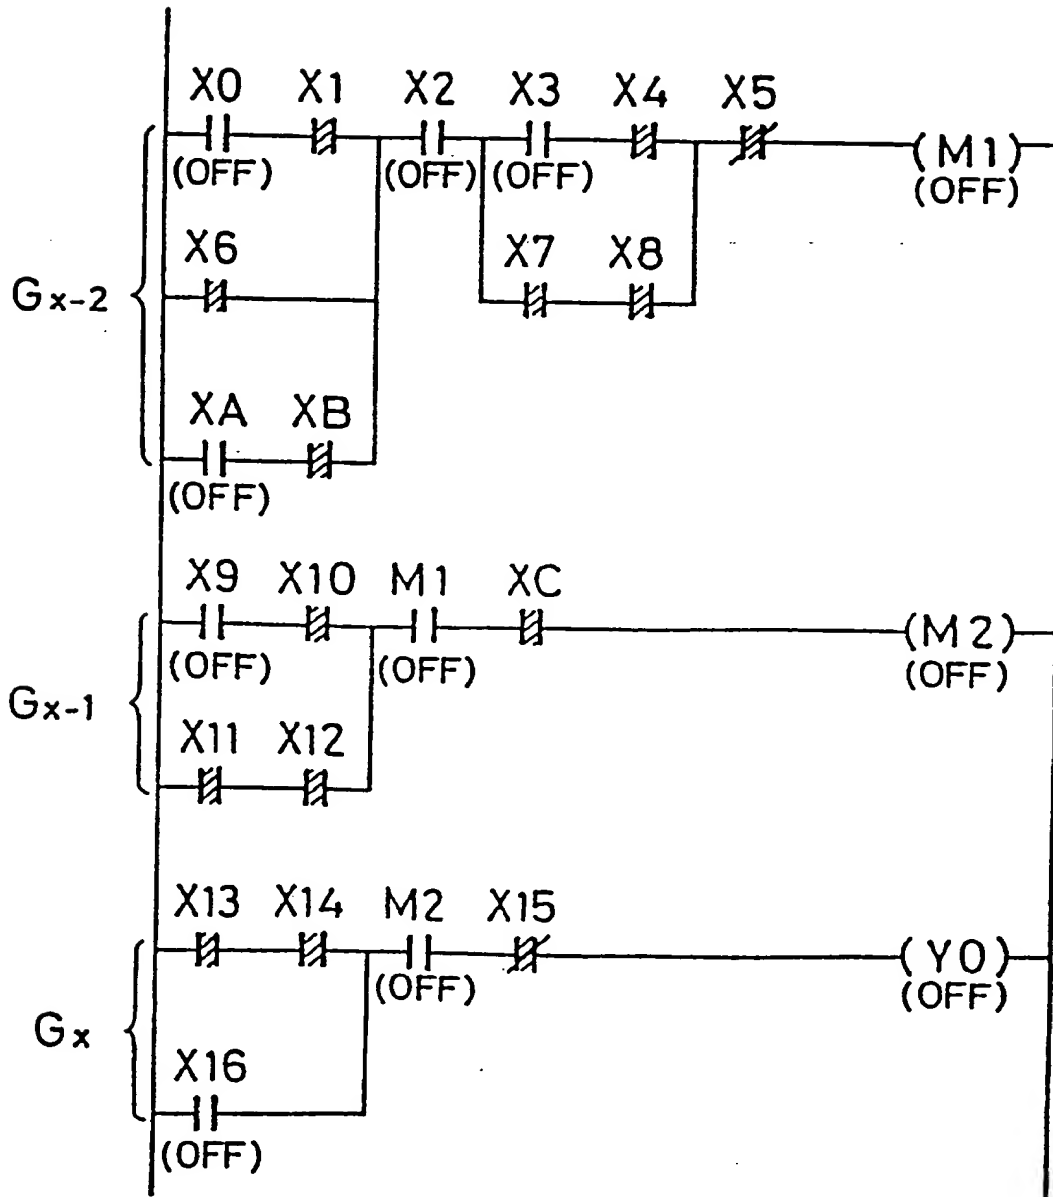 X0 X1 X2 X3 X4 X5
(OFF) (OFF) (OFF) (M1)
(OFF)
X6 X7 X8
Gx-2
XA XB
(OFF)
X9 X10 M1 XC
(M2)
(OFF) (OFF) (OFF)
Gx-1
X11 X12
X13 X14 M2 X15
(Y0)
(OFF) (OFF)
Gx
X16
(OFF)